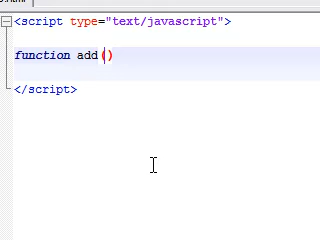 <script type="text/javascript">
function add()
</script>